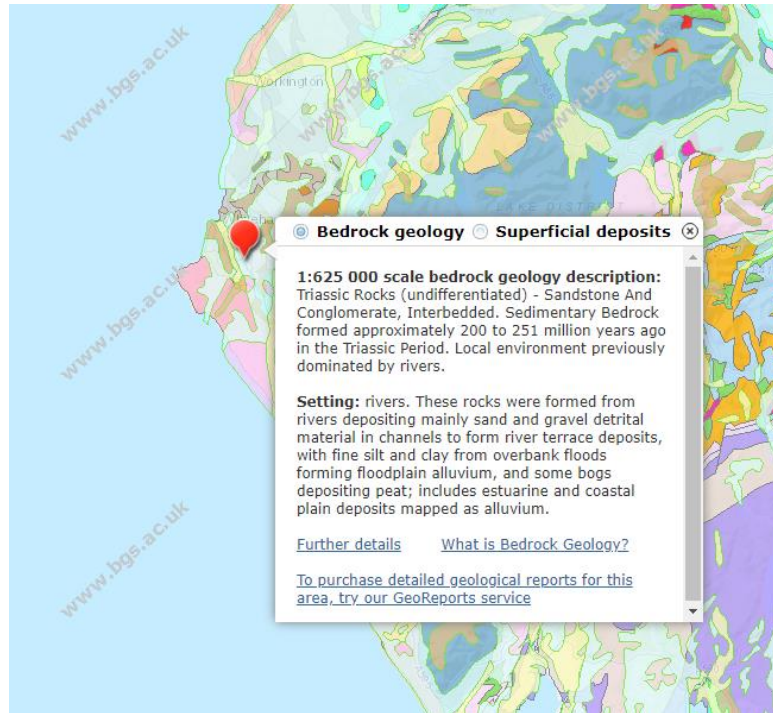 www.bgs.ac.uk
www.bgs.ac.uk
www.bgs.ac.uk
Workington
LAKE DISTRICT
www.bgs.ac.uk
Bedrock geology Superficial deposits
1:625 000 scale bedrock geology description:
Triassic Rocks (undifferentiated) - Sandstone And
Conglomerate, Interbedded. Sedimentary Bedrock
formed approximately 200 to 251 million years ago
in the Triassic Period. Local environment previously
dominated by rivers.
Setting: rivers. These rocks were formed from
rivers depositing mainly sand and gravel detrital
material in channels to form river terrace deposits,
with fine silt and clay from overbank floods
forming floodplain alluvium, and some bogs
depositing peat; includes estuarine and coastal
plain deposits mapped as alluvium.
Further details What is Bedrock Geology?
To purchase detailed geological reports for this
area, try our GeoReports service
www.bgs.ac.uk